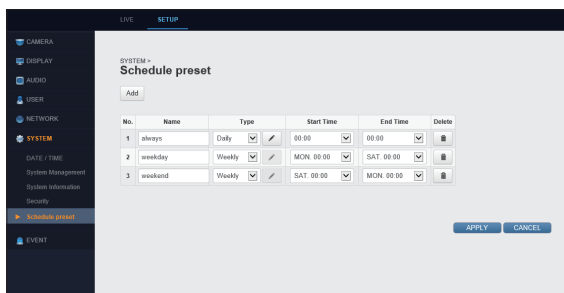 LIVE SETUP
CAMERA
DISPLAY
AUDIO
USER
NETWORK
SYSTEM
DATE / TIME
System Management
System Information
Security
Schedule preset
EVENT
SYSTEM >
Schedule preset
Add
No. Name Type Start Time End Time Delete
1 always Daily 00:00 00:00
2 weekday Weekly MON. 00:00 SAT. 00:00
3 weekend Weekly SAT. 00:00 MON. 00:00
APPLY CANCEL